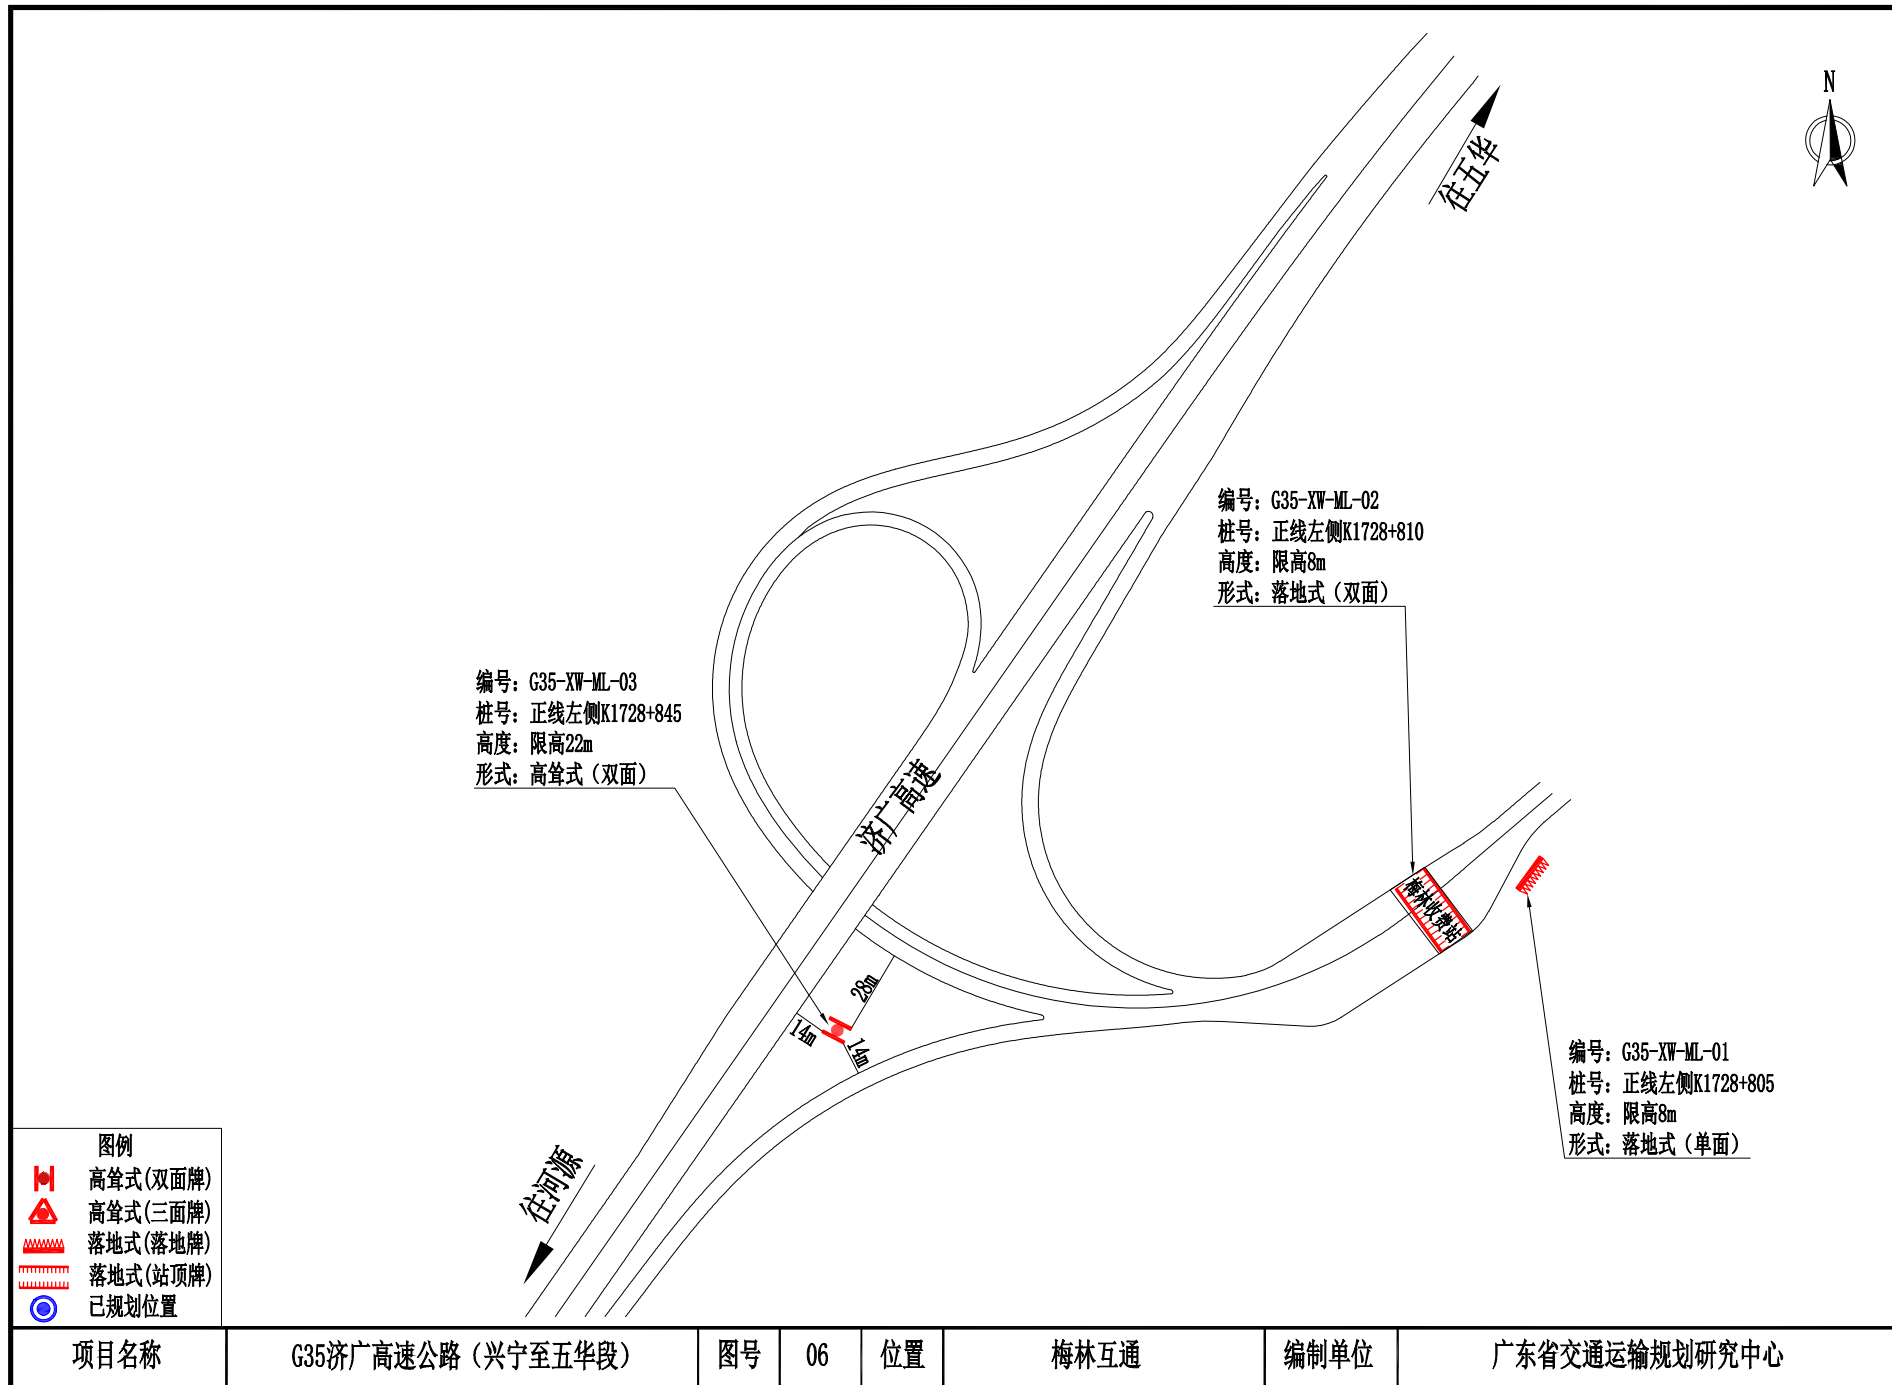 N
往五华
编号：G35-XW-ML-02
桩号：正线左侧K1728+810
高度：限高8m
形式：落地式（双面）
编号：G35-XW-ML-03
桩号：正线左侧K1728+845
高度：限高22m
形式：高耸式（双面）
济广高速
梅林收费站
28m
14m
14m
编号：G35-XW-ML-01
桩号：正线左侧K1728+805
高度：限高8m
形式：落地式（单面）
往河源
图例
高耸式(双面牌)
高耸式(三面牌)
落地式(落地牌)
落地式(站顶牌)
已规划位置
项目名称 G35济广高速公路（兴宁至五华段） 图号 06 位置 梅林互通 编制单位 广东省交通运输规划研究中心